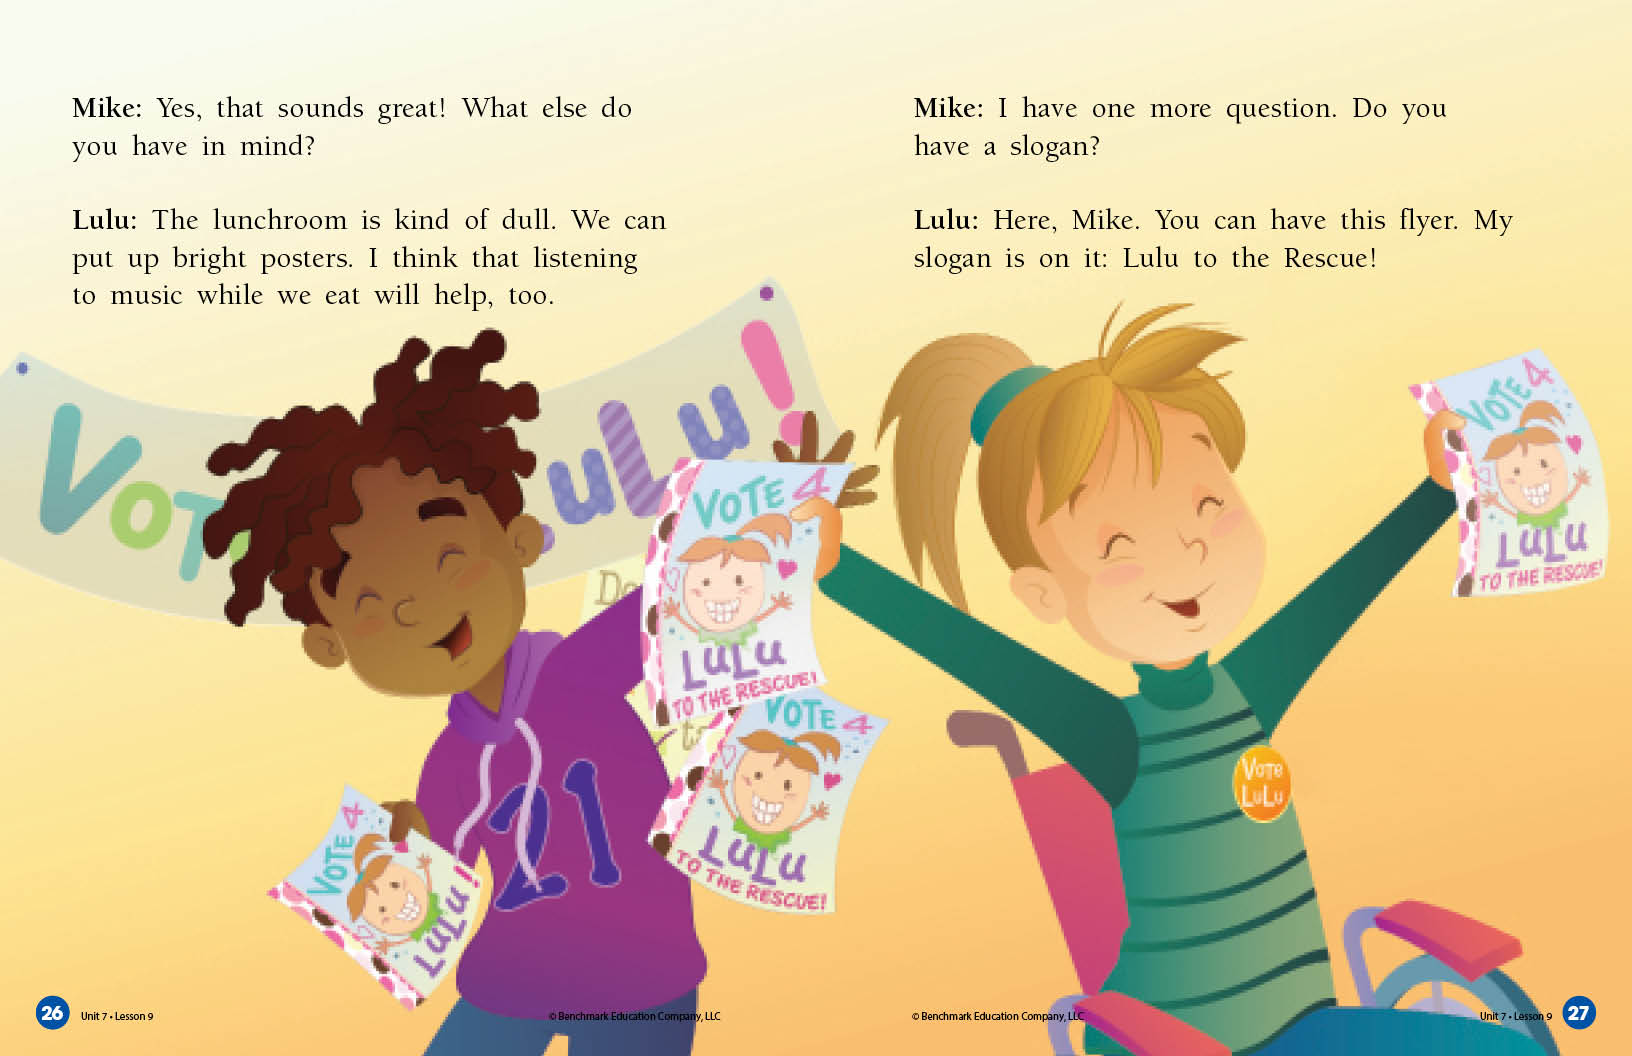 Mike: Yes, that sounds great! What else do
you have in mind?
Lulu: The lunchroom is kind of dull. We can
put up bright posters. I think that listening
to music while we eat will help, too.
VOTE
LuLu!
VOTE 4
LuLu
TO THE RESCUE!
VOTE 4
LuLu
TO THE RESCUE!
VOTE 4
LuLu!
26
Unit 7 • Lesson 9
© Benchmark Education Company, LLC
Mike: I have one more question. Do you
have a slogan?
Lulu: Here, Mike. You can have this flyer. My
slogan is on it: Lulu to the Rescue!
VOTE 4
LuLu
TO THE RESCUE!
VOTE
LuLu
© Benchmark Education Company, LLC
Unit 7 • Lesson 9
27